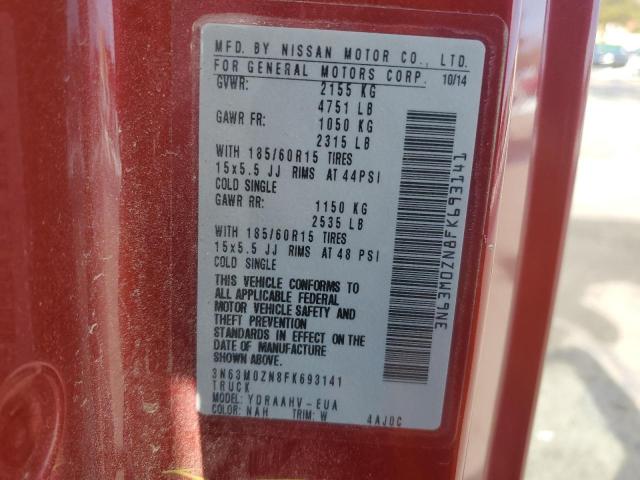 MFD. BY NISSAN MOTOR CO., LTD.
FOR GENERAL MOTORS CORP. 10/14
GVWR: 2155 KG
4751 LB
GAWR FR: 1050 KG
2315 LB
WITH 185/60R15 TIRES
15x5.5 JJ RIMS AT 44PSI
COLD SINGLE
GAWR RR: 1150 KG
2535 LB
WITH 185/60R15 TIRES
15x5.5 JJ RIMS AT 48 PSI
COLD SINGLE
THIS VEHICLE CONFORMS TO
ALL APPLICABLE FEDERAL
MOTOR VEHICLE SAFETY AND
THEFT PREVENTION
STANDARDS IN EFFECT ON THE
DATE OF MANUFACTURE
SHOWN ABOVE.
3N63M0ZN8FK693141
TRUCK
MODEL: YDRAAHV-EUA
COLOR: NAH TRIM: W 4AJ0C
3N63M0ZN8FK693141